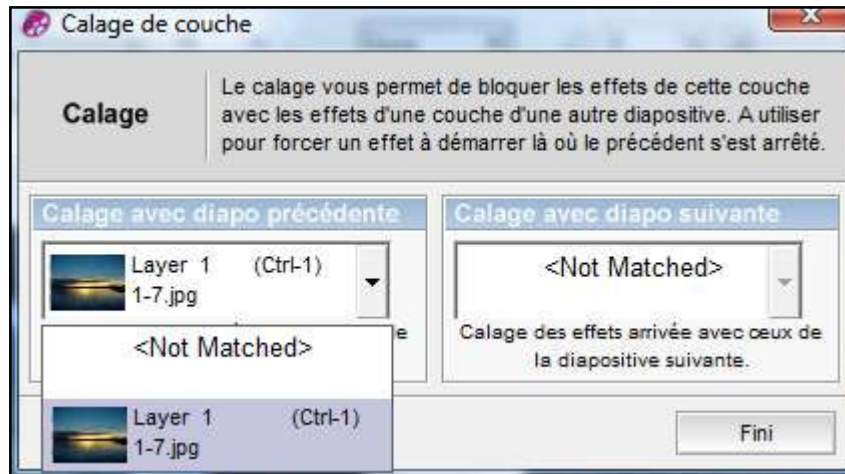 Calage de couche
Calage
Le calage vous permet de bloquer les effets de cette couche
avec les effets d'une couche d'une autre diapositive. A utiliser
pour forcer un effet à démarrer là où le précédent s'est arrêté.
Calage avec diapo précédente
Layer 1 (Ctrl-1)
1-7.jpg
<Not Matched>
Layer 1 (Ctrl-1)
1-7.jpg
Calage avec diapo suivante
<Not Matched>
Calage des effets arrivée avec ceux de
la diapositive suivante.
Fini